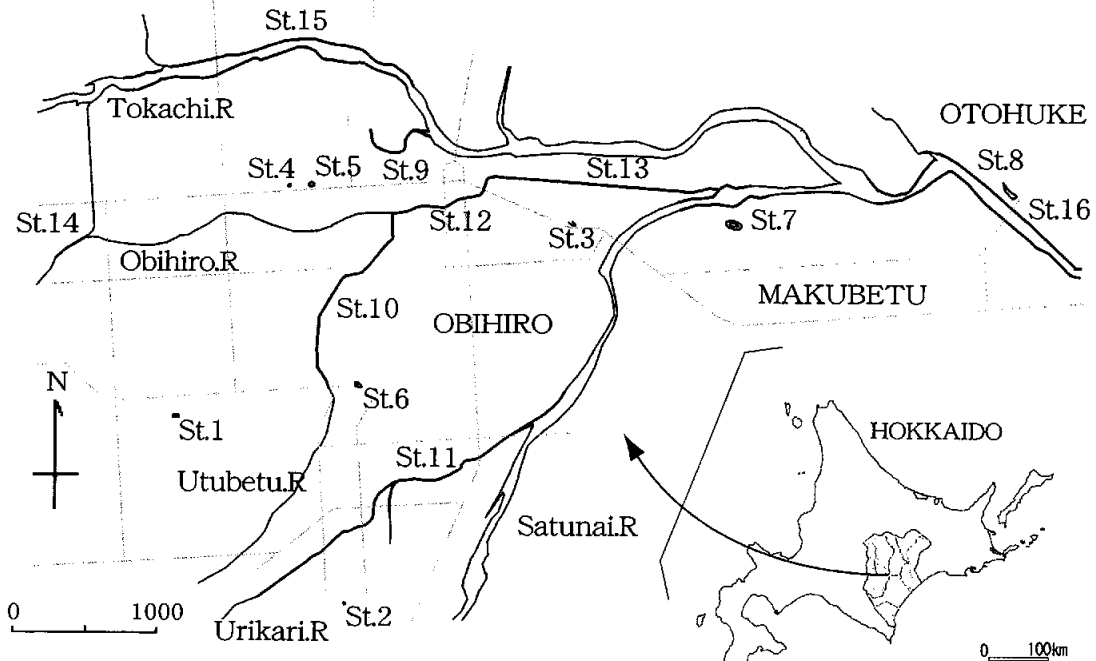 St.15
Tokachi.R
OTOHUKE
St.4
St.5
St.9
St.13
St.8
St.14
St.12
St.3
St.7
St.16
Obihiro.R
MAKUBETU
St.10
OBIHIRO
N
St.6
St.1
HOKKAIDO
St.11
Utubetu.R
Satunai.R
0 1000
St.2
Urikari.R
0 100km